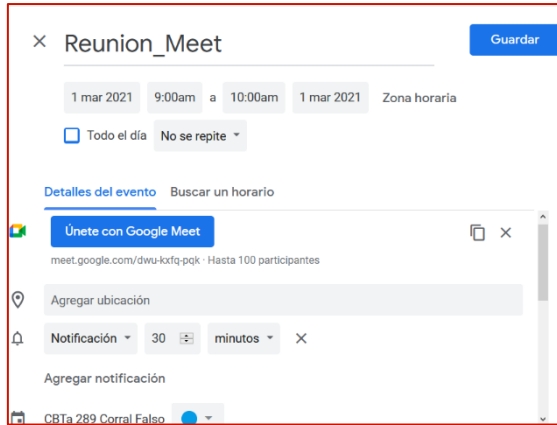 Reunion_Meet
Guardar
1 mar 2021 9:00am a 10:00am 1 mar 2021 Zona horaria
Todo el día No se repite
Detalles del evento Buscar un horario
Únete con Google Meet
meet.google.com/dwu-kxfq-pqk · Hasta 100 participantes
Agregar ubicación
Notificación 30 minutos
Agregar notificación
CBTa 289 Corral Falso